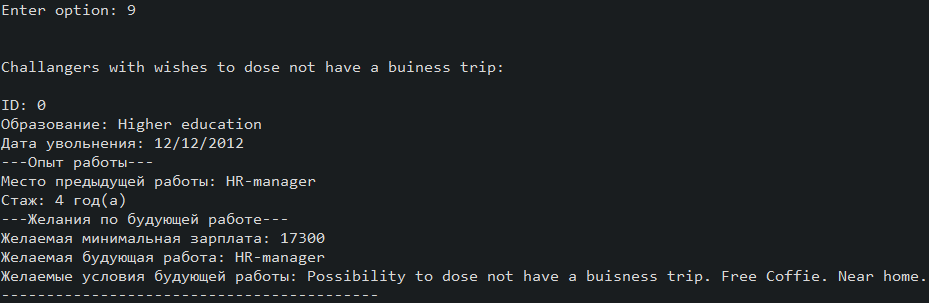 Enter option: 9
Challangers with wishes to dose not have a buiness trip:
ID: 0
Образование: Higher education
Дата увольнения: 12/12/2012
---Опыт работы---
Место предыдущей работы: HR-manager
Стаж: 4 год(а)
---Желания по будующей работе---
Желаемая минимальная зарплата: 17300
Желаемая будующая работа: HR-manager
Желаемые условия будующей работы: Possibility to dose not have a buisness trip. Free Coffie. Near home.
------------------------------------------